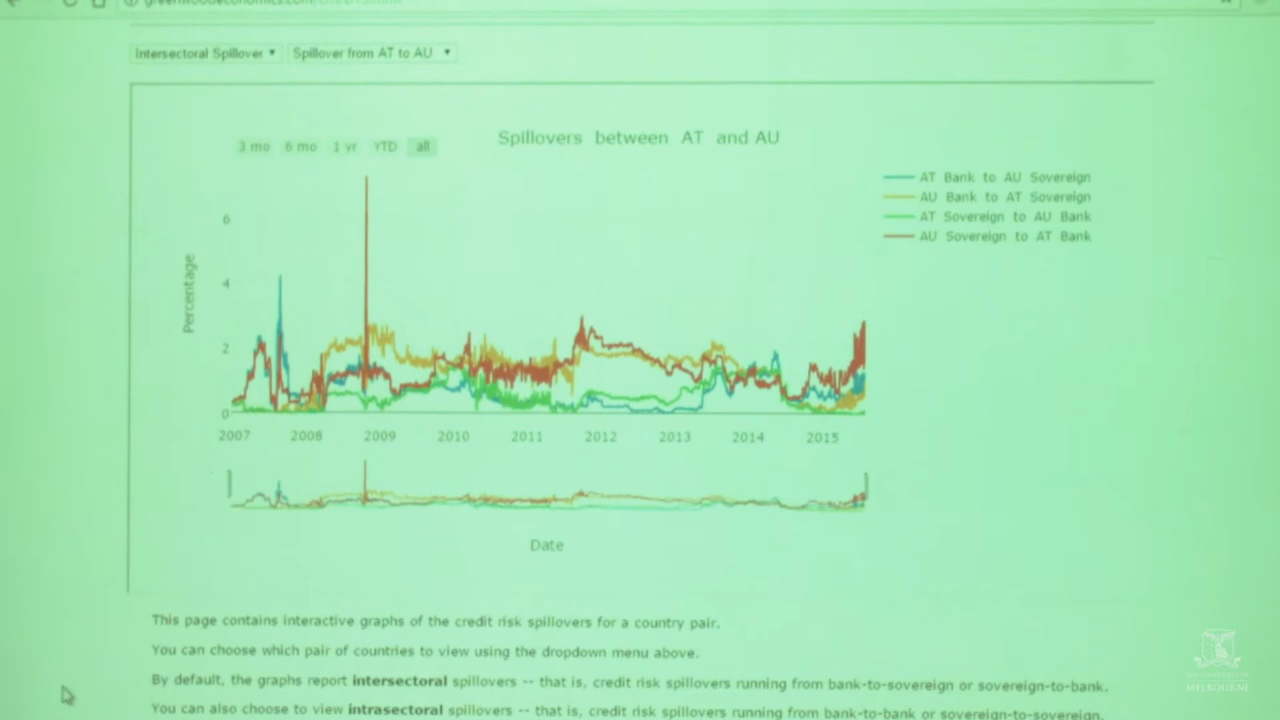 Intersectoral Spillover ▾ Spillover from AT to AU ▾
Spillovers between AT and AU
3 mo 6 mo 1 yr YTD all
AT Bank to AU Sovereign
AU Bank to AT Sovereign
AT Sovereign to AU Bank
AU Sovereign to AT Bank
Percentage
6
4
2
0
2007 2008 2009 2010 2011 2012 2013 2014 2015
Date
This page contains interactive graphs of the credit risk spillovers for a country pair.
You can choose which pair of countries to view using the dropdown menu above.
By default, the graphs report intersectoral spillovers -- that is, credit risk spillovers running from bank-to-sovereign or sovereign-to-bank.
You can also choose to view intrasectoral spillovers -- that is, credit risk spillovers running from bank-to-bank or sovereign-to-sovereign.
MELBOURNE